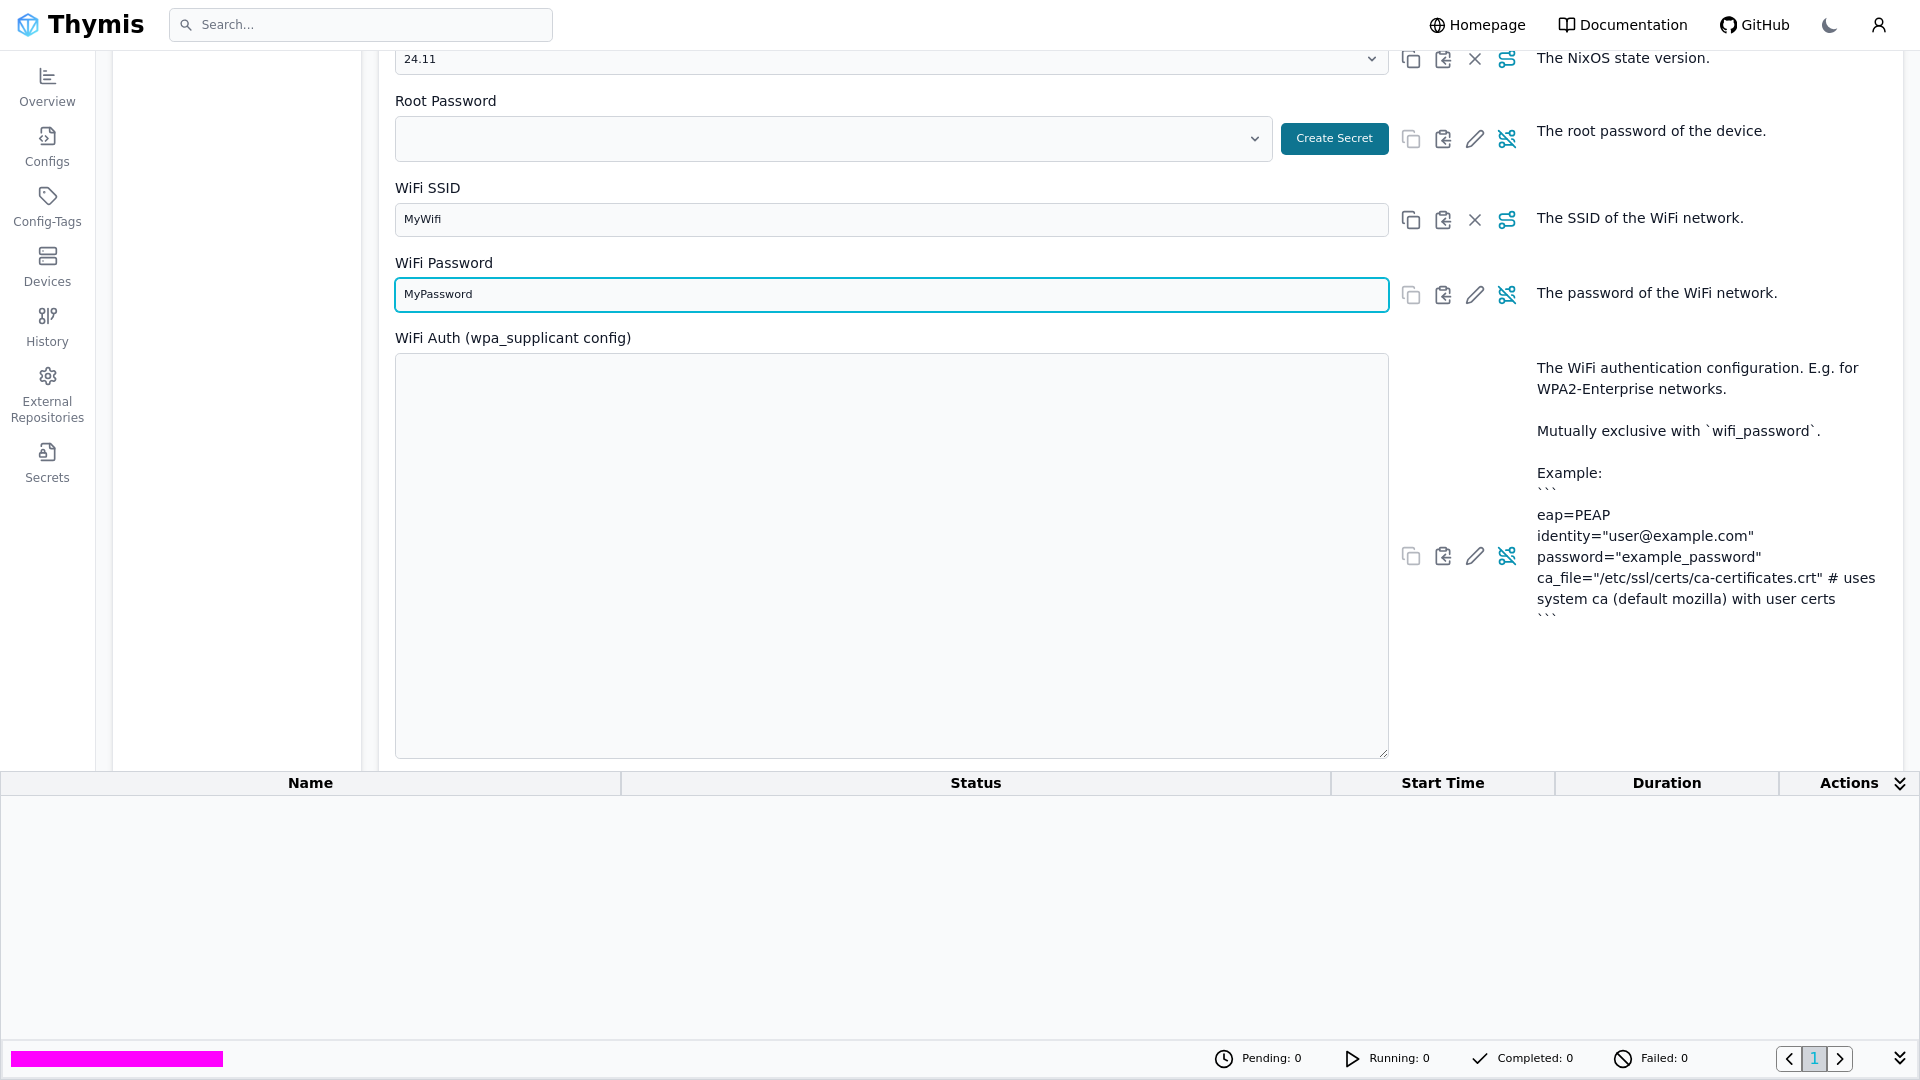 Thymis
Search...
Homepage
Documentation
GitHub
Overview
Configs
Config-Tags
Devices
History
External
Repositories
Secrets
24.11
The NixOS state version.
Root Password
Create Secret
The root password of the device.
WiFi SSID
MyWifi
The SSID of the WiFi network.
WiFi Password
MyPassword
The password of the WiFi network.
WiFi Auth (wpa_supplicant config)
The WiFi authentication configuration. E.g. for
WPA2-Enterprise networks.
Mutually exclusive with `wifi_password`.
Example:
```
eap=PEAP
identity="user@example.com"
password="example_password"
ca_file="/etc/ssl/certs/ca-certificates.crt" # uses
system ca (default mozilla) with user certs
```
Name
Status
Start Time
Duration
Actions
Pending: 0
Running: 0
Completed: 0
Failed: 0
1